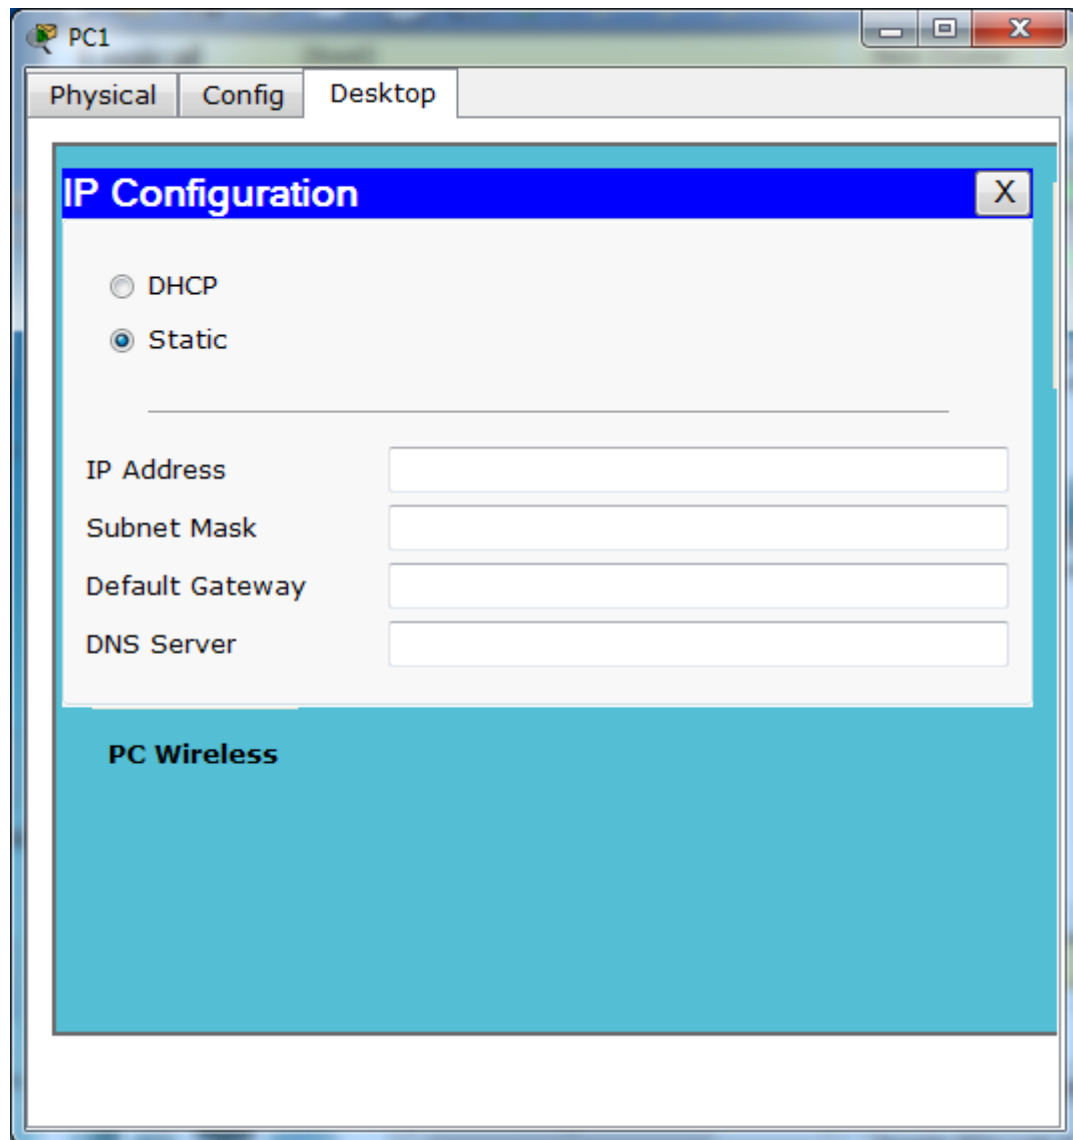 PC1
Physical Config Desktop
IP Configuration X
DHCP
Static
IP Address
Subnet Mask
Default Gateway
DNS Server
PC Wireless